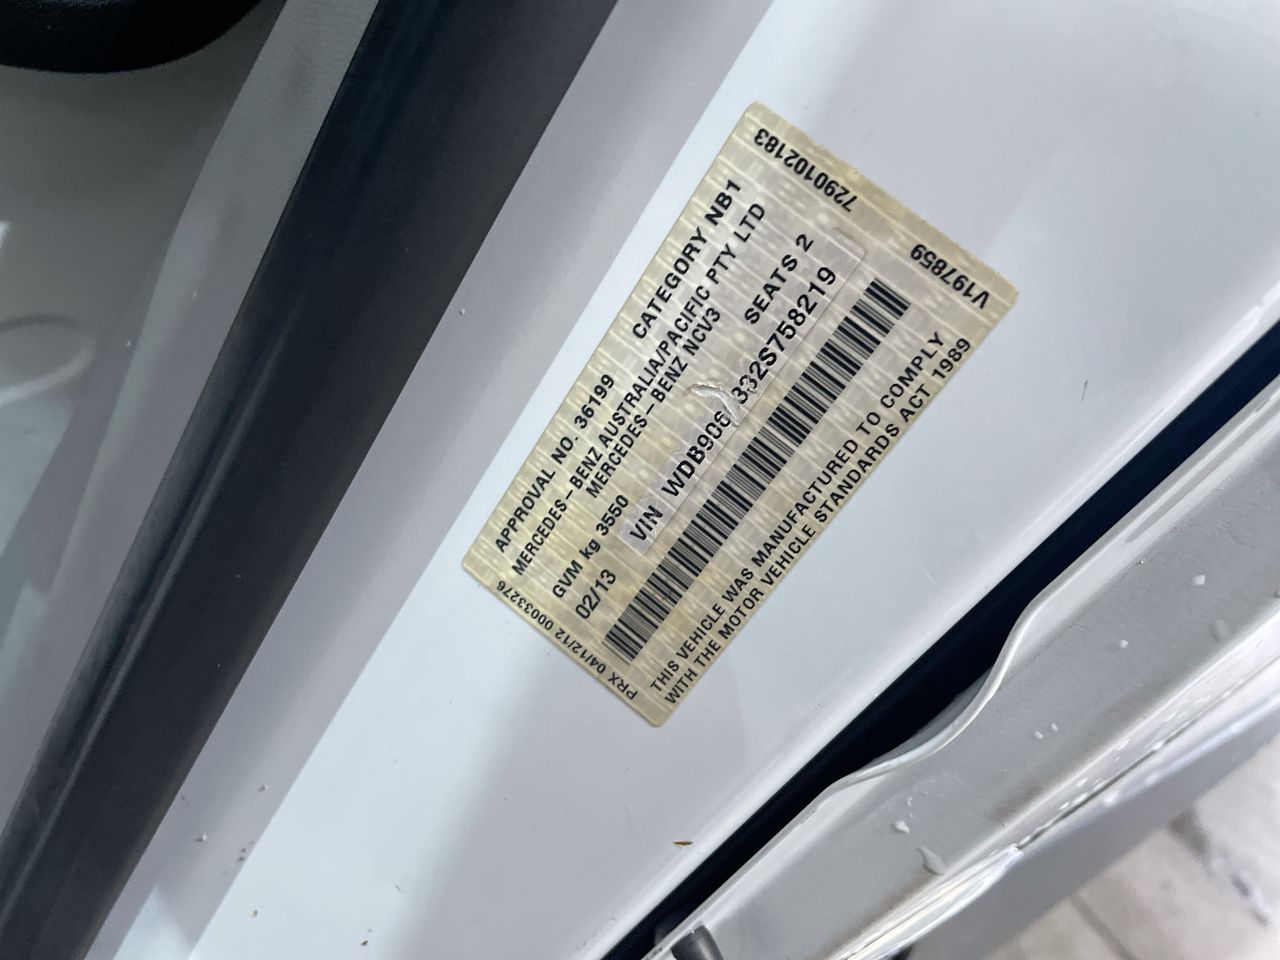 APPROVAL NO. 36199 CATEGORY NB1
MERCEDES-BENZ AUSTRALIA/PACIFIC PTY LTD
MERCEDES-BENZ NCV3
GVM kg 3550 SEATS 2
02/13
VIN WDB906 332S758219
THIS VEHICLE WAS MANUFACTURED TO COMPLY
WITH THE MOTOR VEHICLE STANDARDS ACT 1989
PRX 04/12/12 00033276
7290102183
V197859